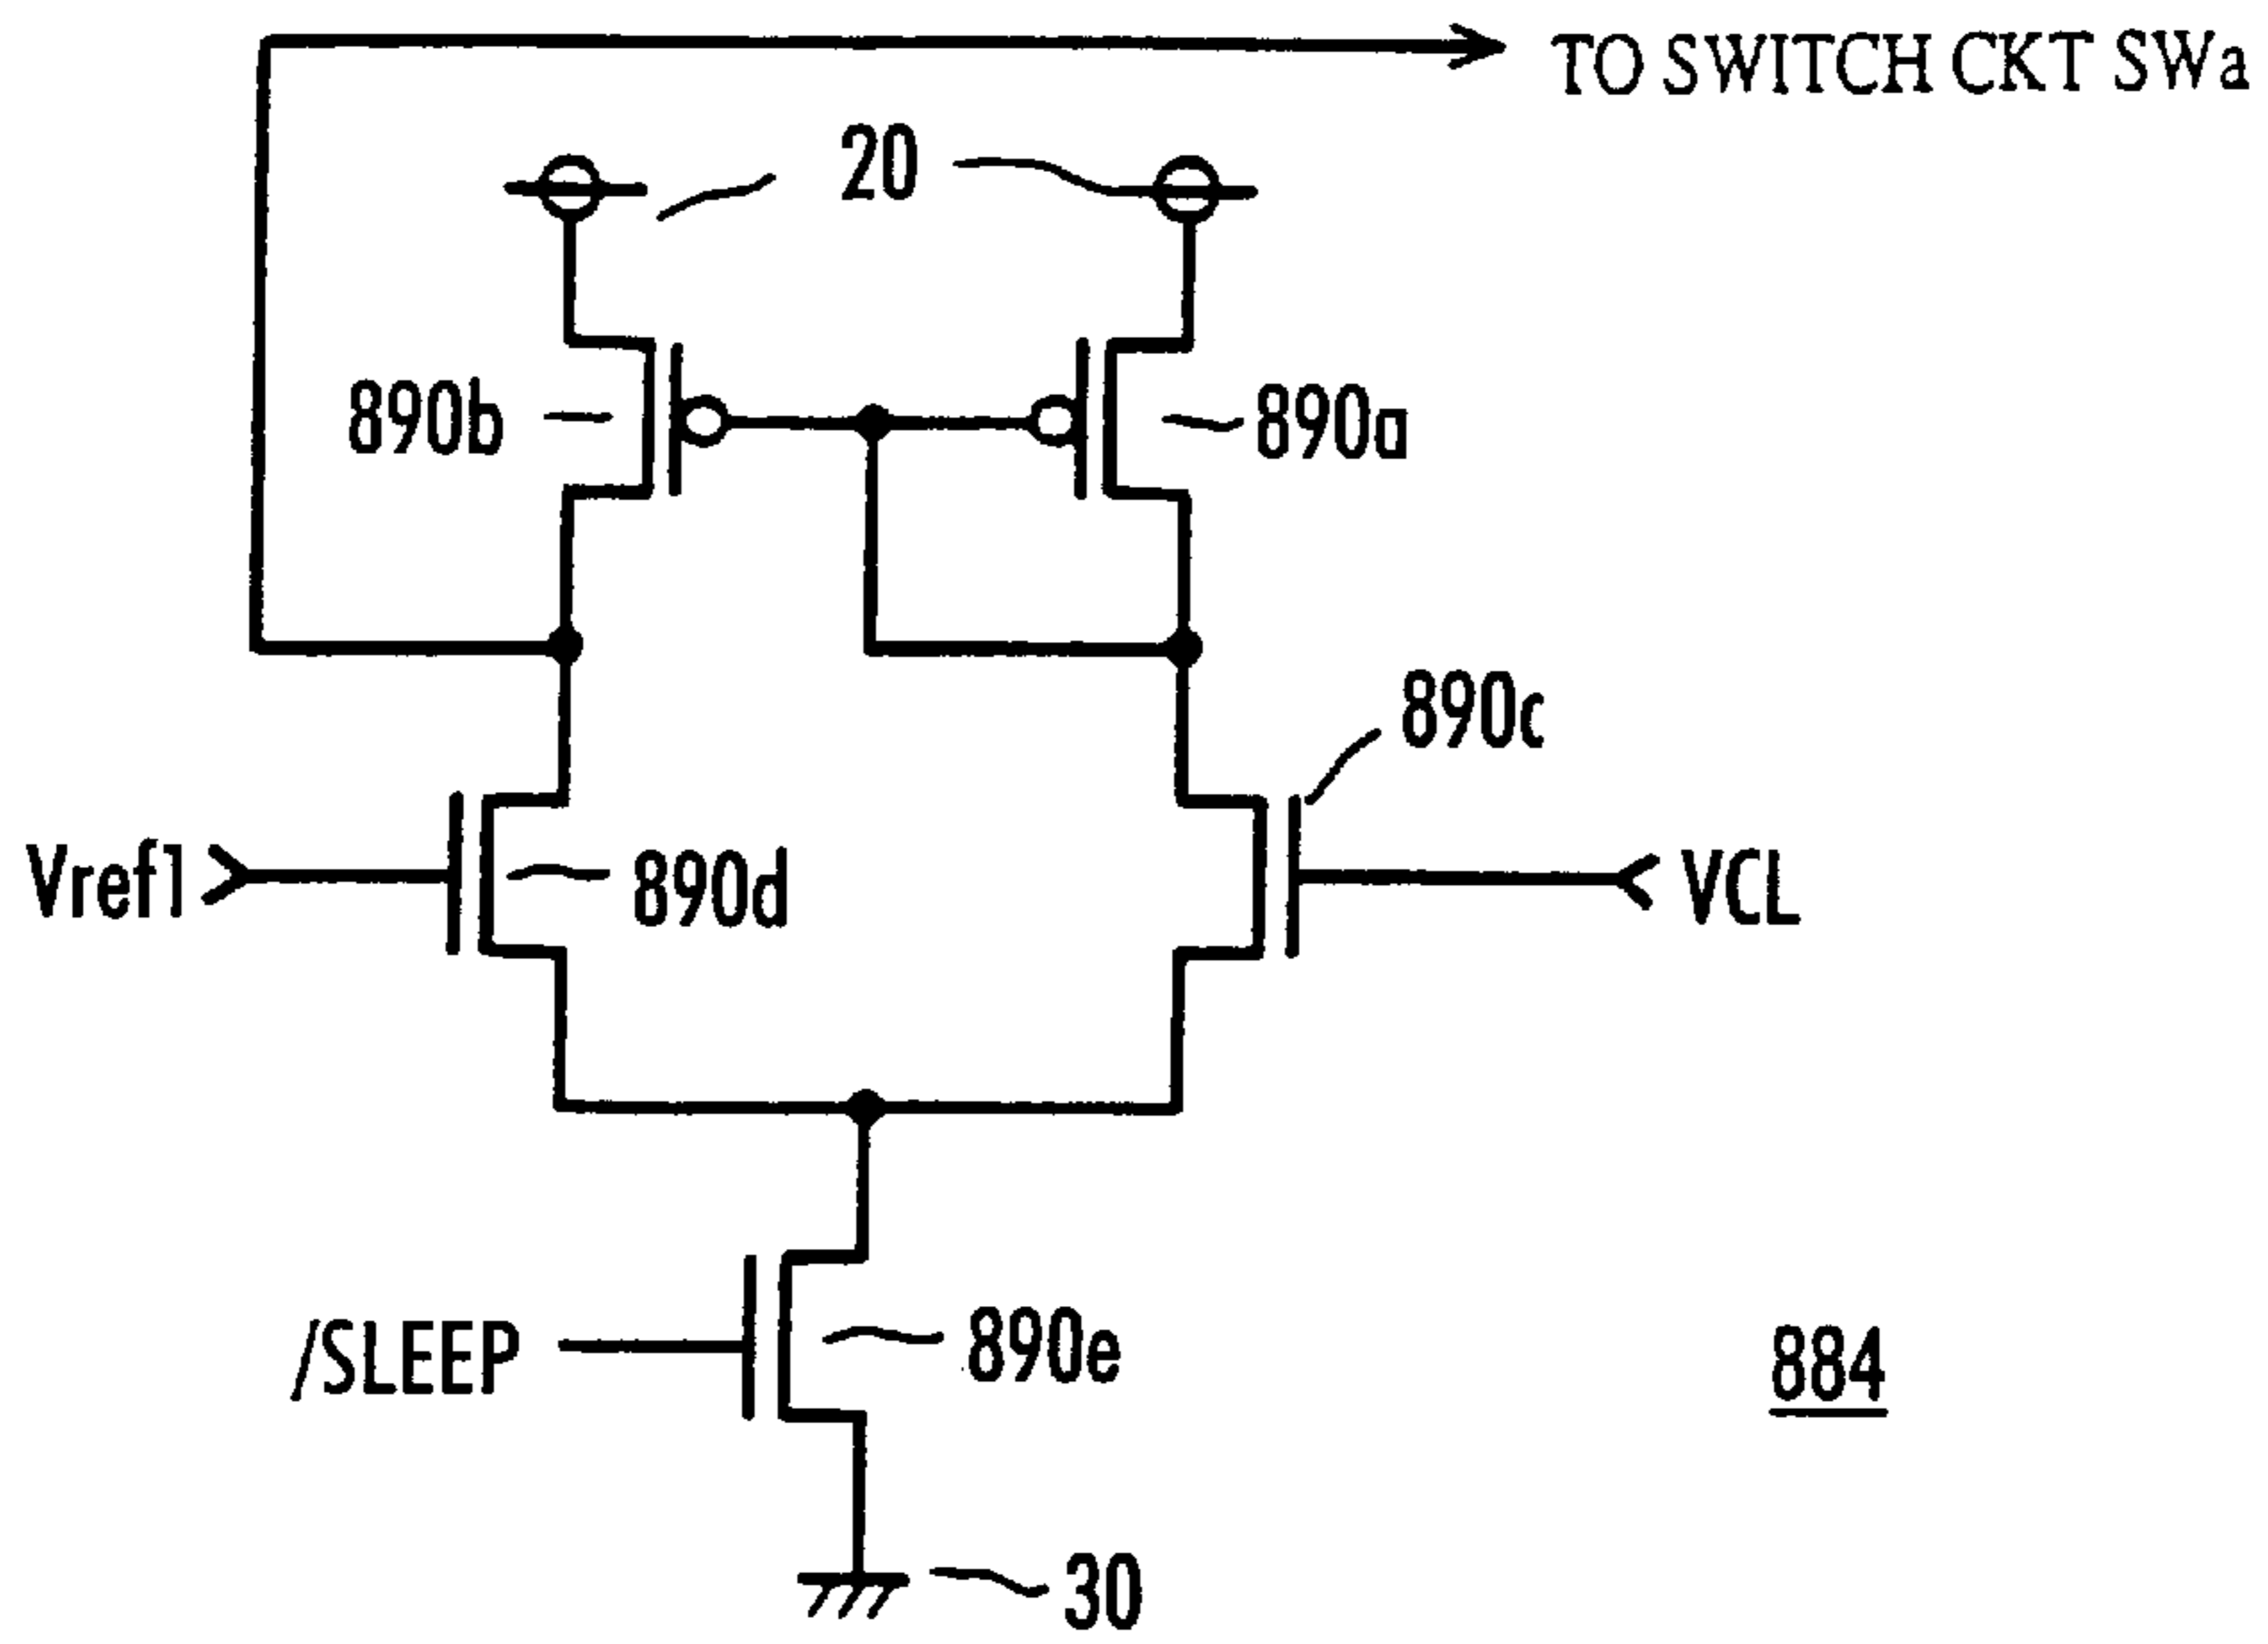 TO SWITCH CKT SWa
20
890b
890a
890c
Vref1
890d
VCL
/SLEEP
890e
884
30